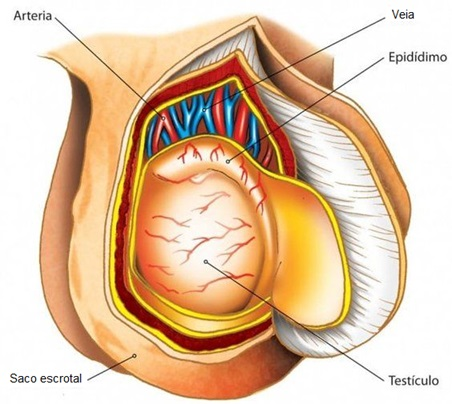 Arteria
Veia
Epidídimo
Saco escrotal
Testículo